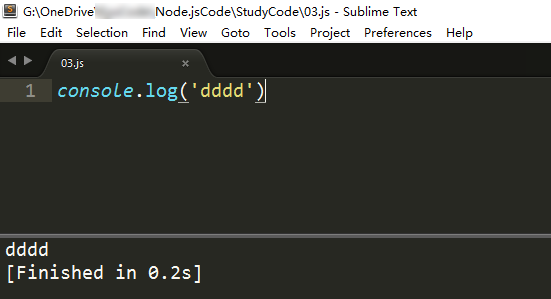 G:\OneDrive Node.jsCode\StudyCode\03.js - Sublime Text
File Edit Selection Find View Goto Tools Project Preferences Help
03.js ×
1 console.log('dddd')
dddd
[Finished in 0.2s]